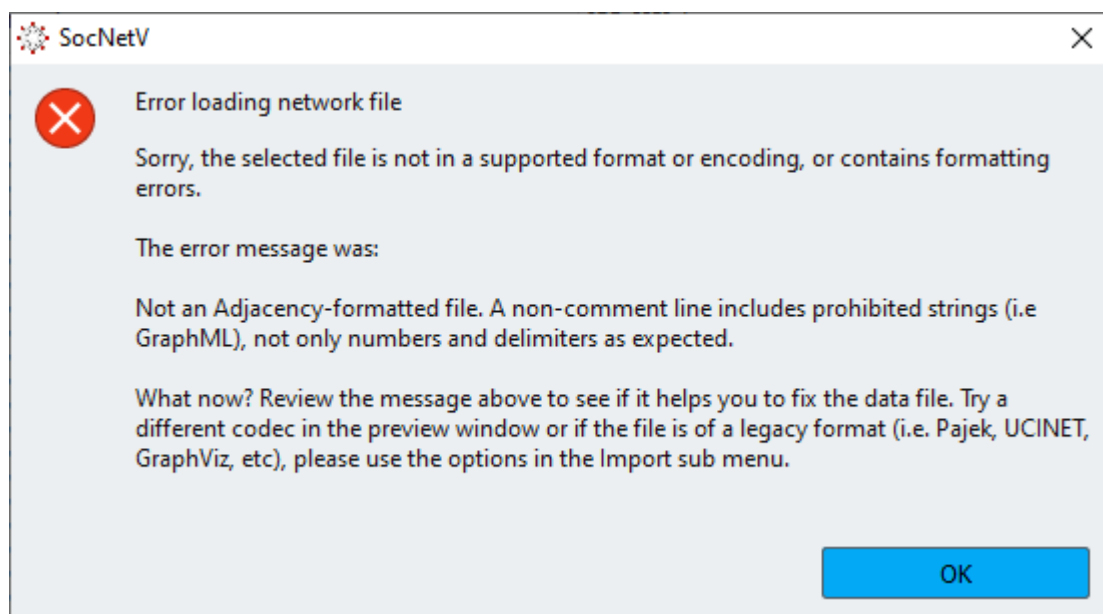 SocNetV
Error loading network file
Sorry, the selected file is not in a supported format or encoding, or contains formatting
errors.
The error message was:
Not an Adjacency-formatted file. A non-comment line includes prohibited strings (i.e
GraphML), not only numbers and delimiters as expected.
What now? Review the message above to see if it helps you to fix the data file. Try a
different codec in the preview window or if the file is of a legacy format (i.e. Pajek, UCINET,
GraphViz, etc), please use the options in the Import sub menu.
OK